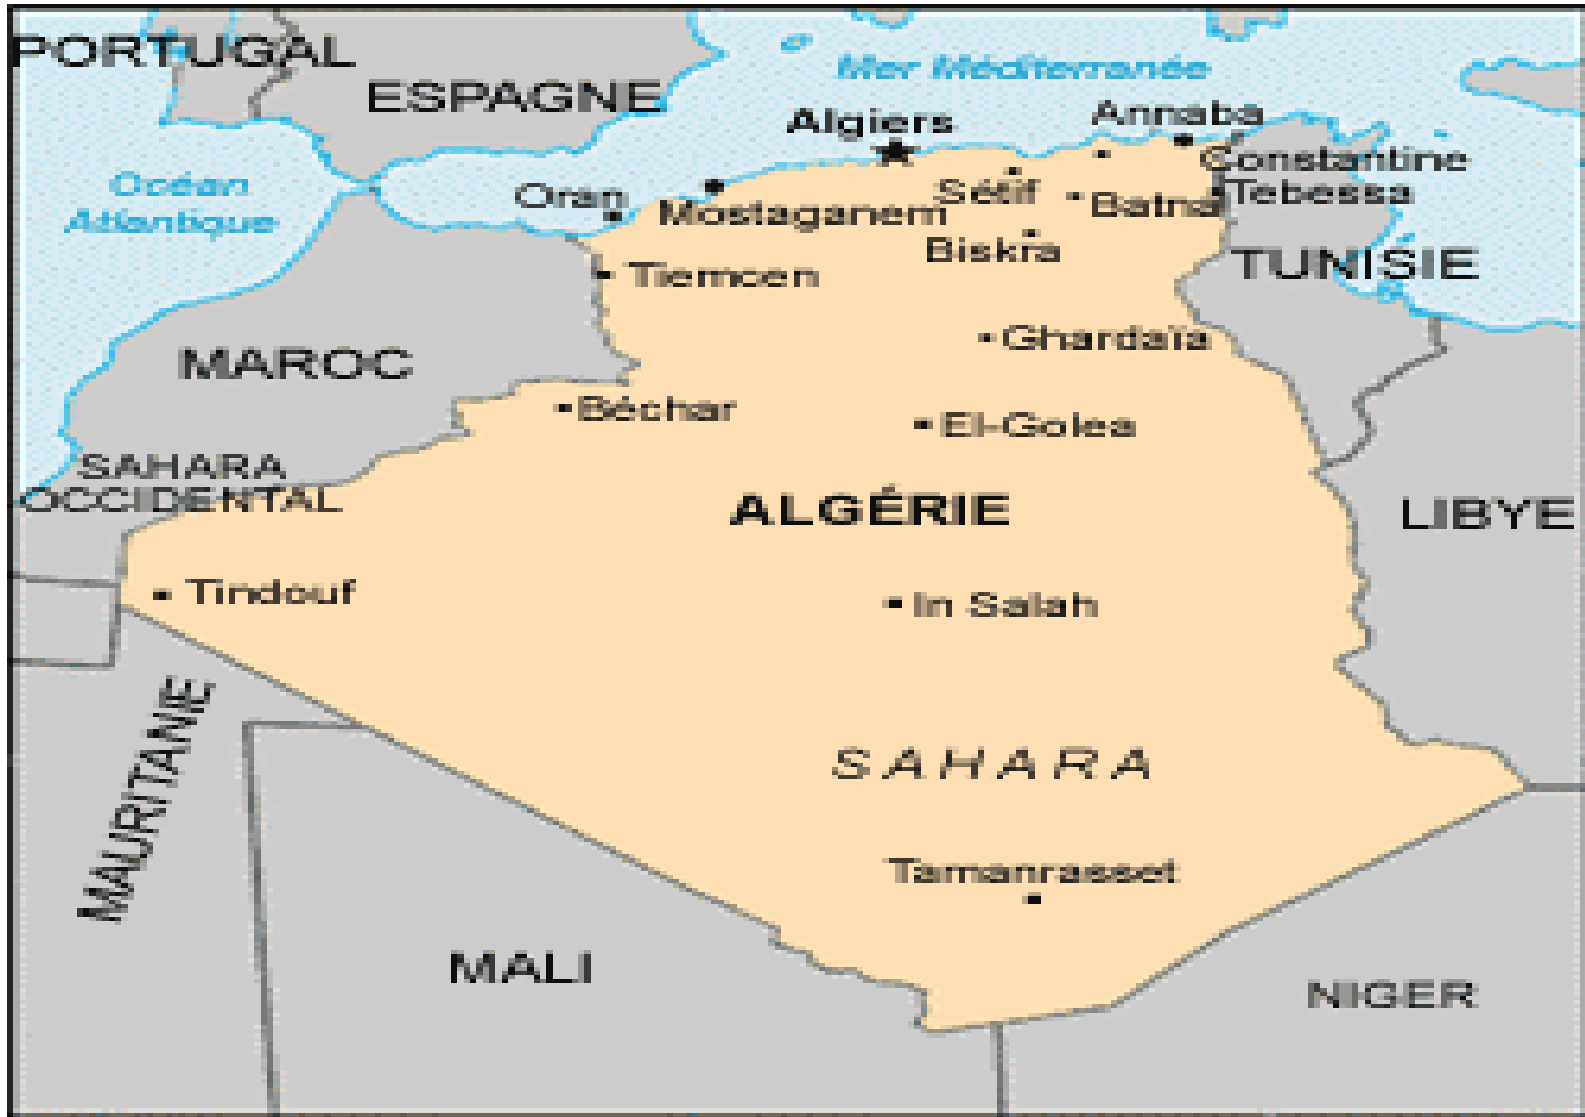 PORTUGAL
ESPAGNE
Mer Méditerranée
Algiers
Annaba
Océan
Atlantique
Oran
Mostaganem
Sétif
Constantine
Batna
Tebessa
Biskra
TUNISIE
Tiemcen
Ghardaïa
MAROC
Béchar
El-Golea
SAHARA
OCCIDENTAL
ALGÉRIE
LIBYE
Tindouf
In Salah
MAURITANIE
SAHARA
Tamanrasset
MALI
NIGER